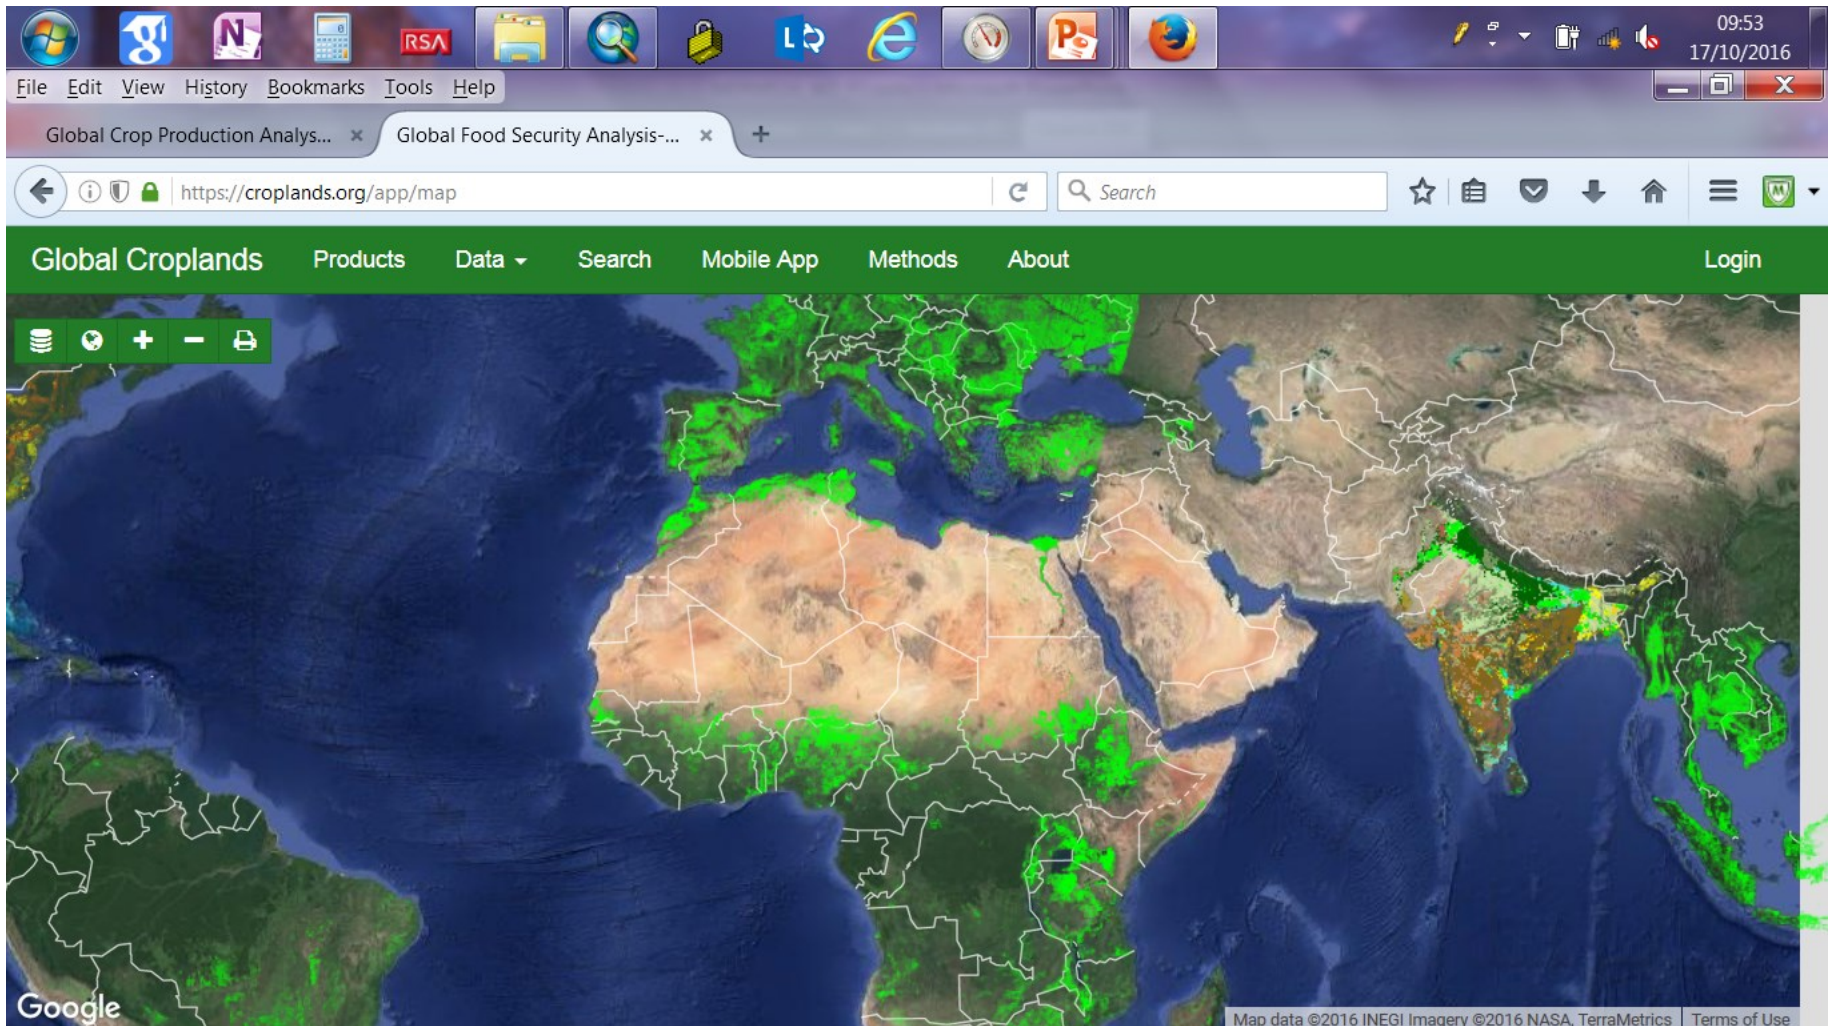 RSA
09:53
17/10/2016
File Edit View History Bookmarks Tools Help
Global Crop Production Analys...
Global Food Security Analysis-...
https://croplands.org/app/map
Search
Global Croplands Products Data Search Mobile App Methods About Login
Google
Map data ©2016 INEGI Imagery ©2016 NASA, TerraMetrics Terms of Use